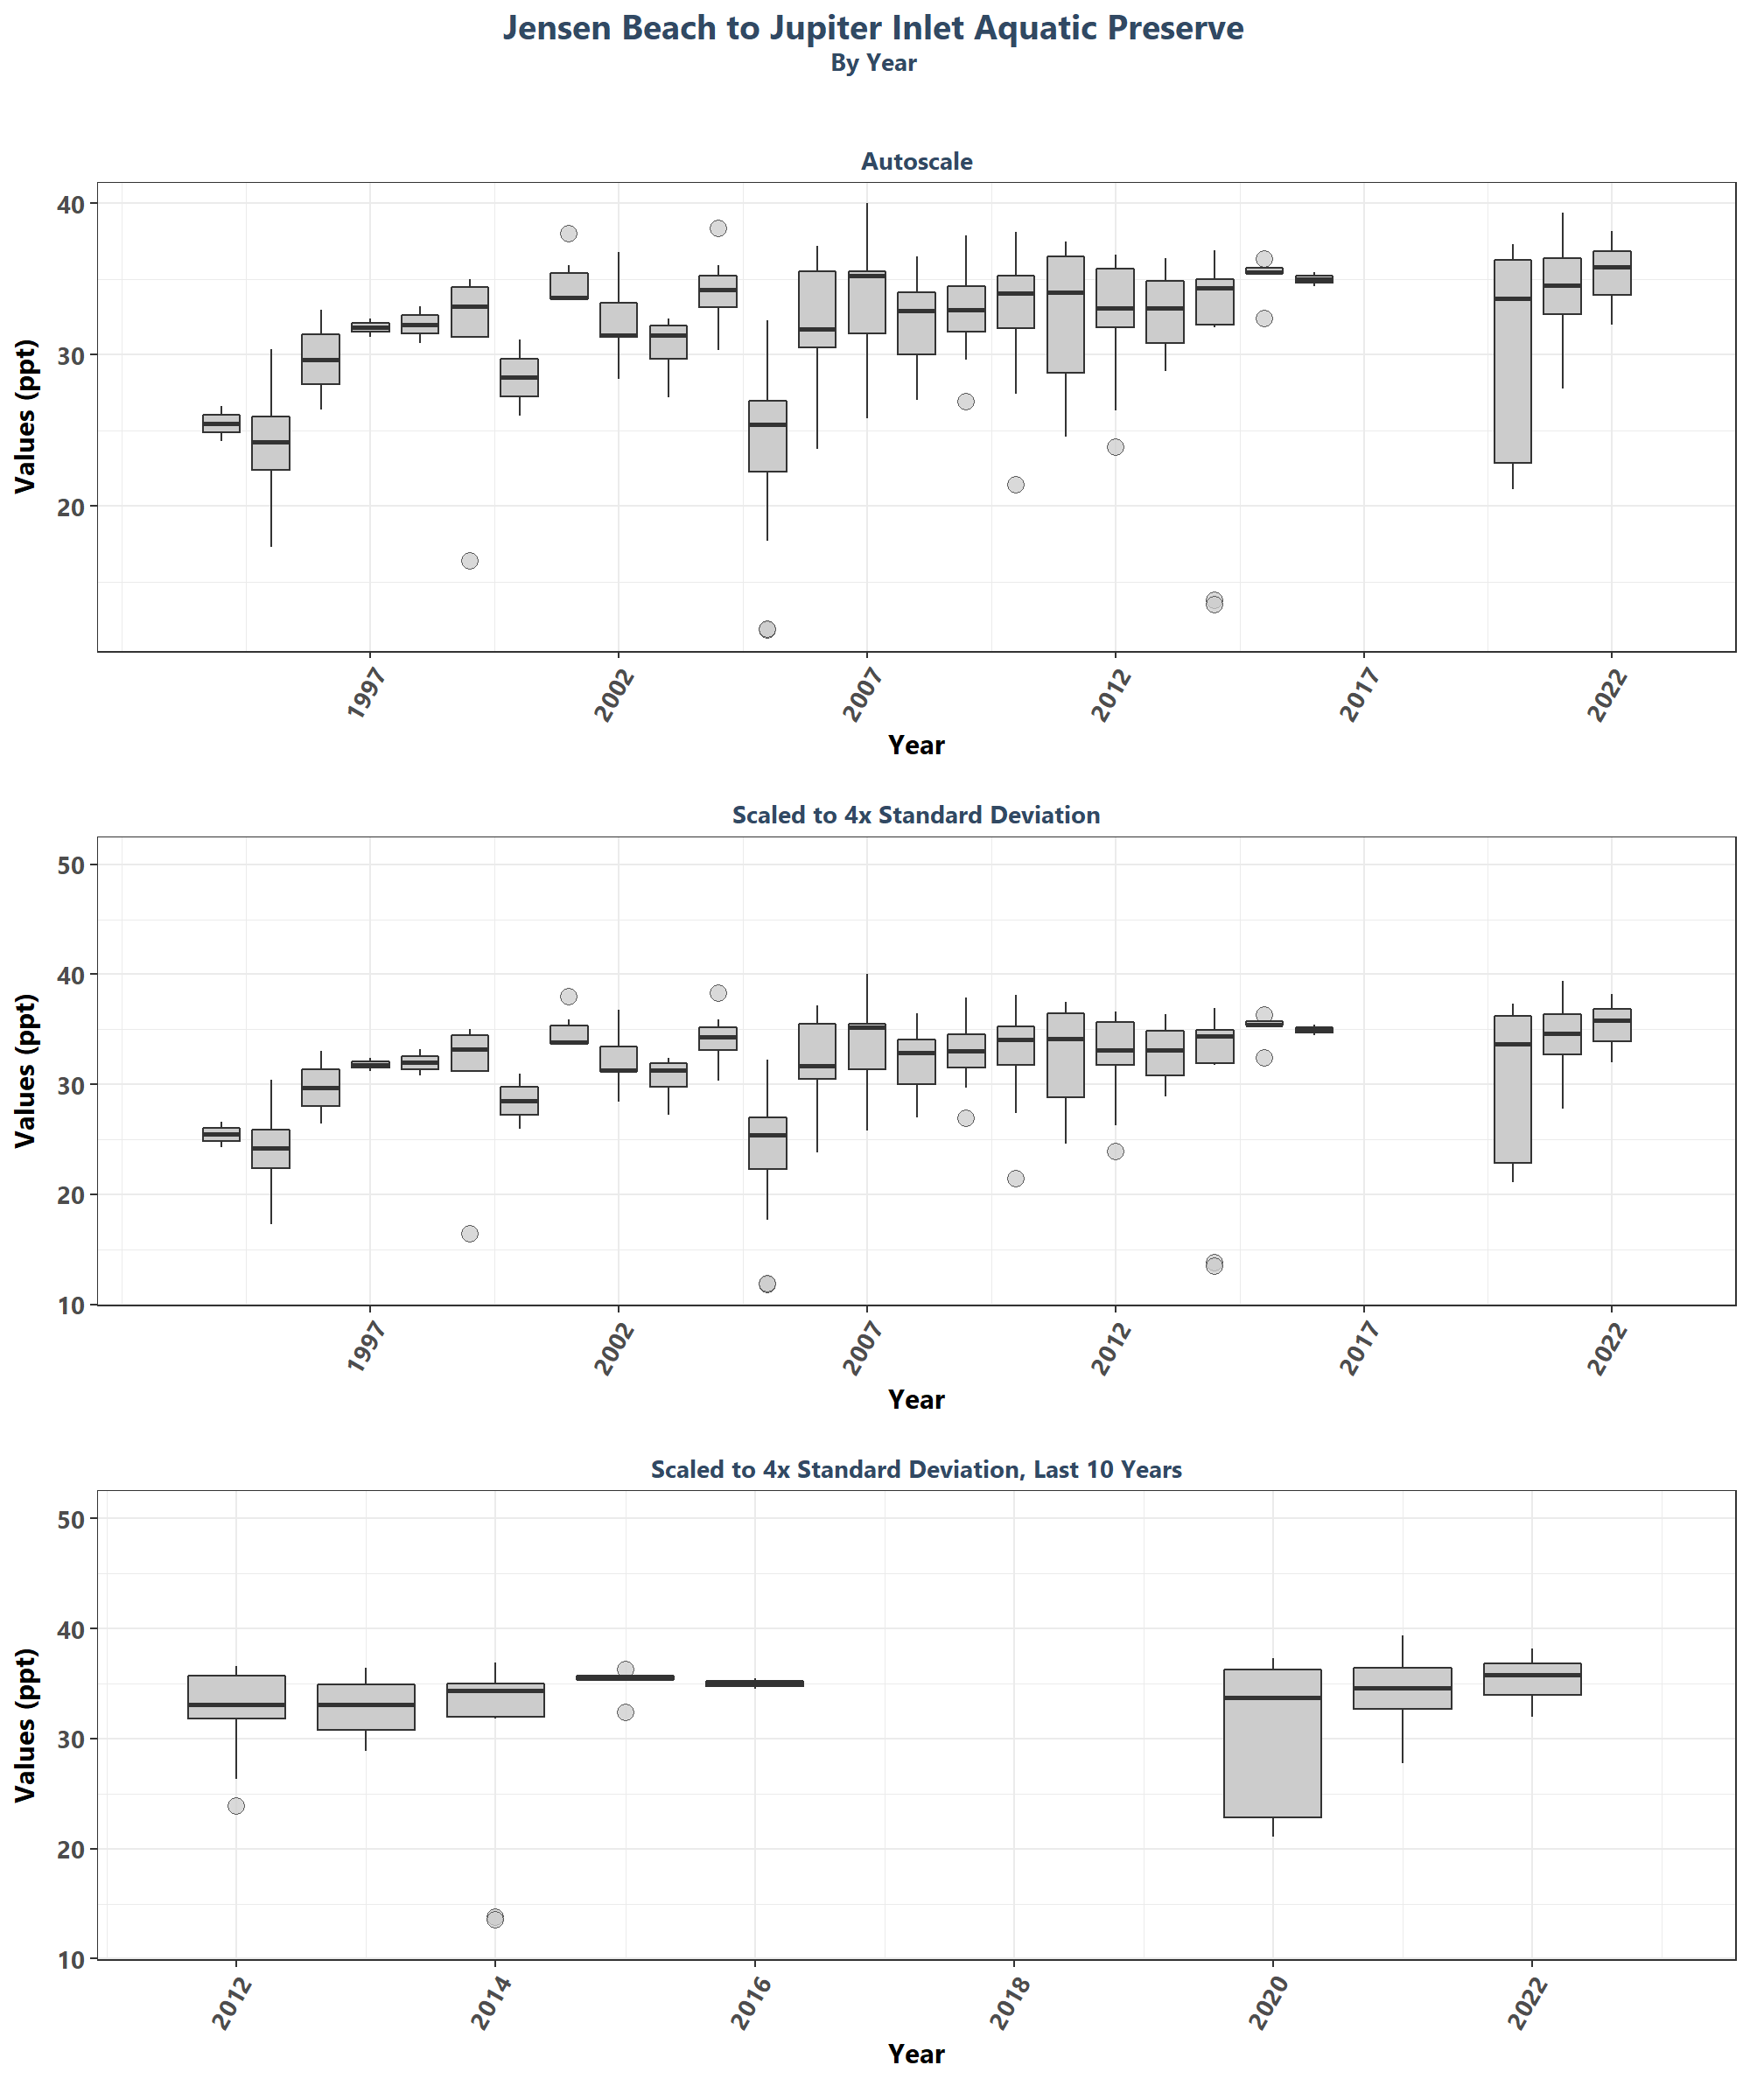 Jensen Beach to Jupiter Inlet Aquatic Preserve
By Year
Autoscale
Values (ppt)
40
30
20
1997
2002
2007
2012
2017
2022
Year
Scaled to 4x Standard Deviation
Values (ppt)
50
40
30
20
10
1997
2002
2007
2012
2017
2022
Year
Scaled to 4x Standard Deviation, Last 10 Years
Values (ppt)
50
40
30
20
10
2012
2014
2016
2018
2020
2022
Year